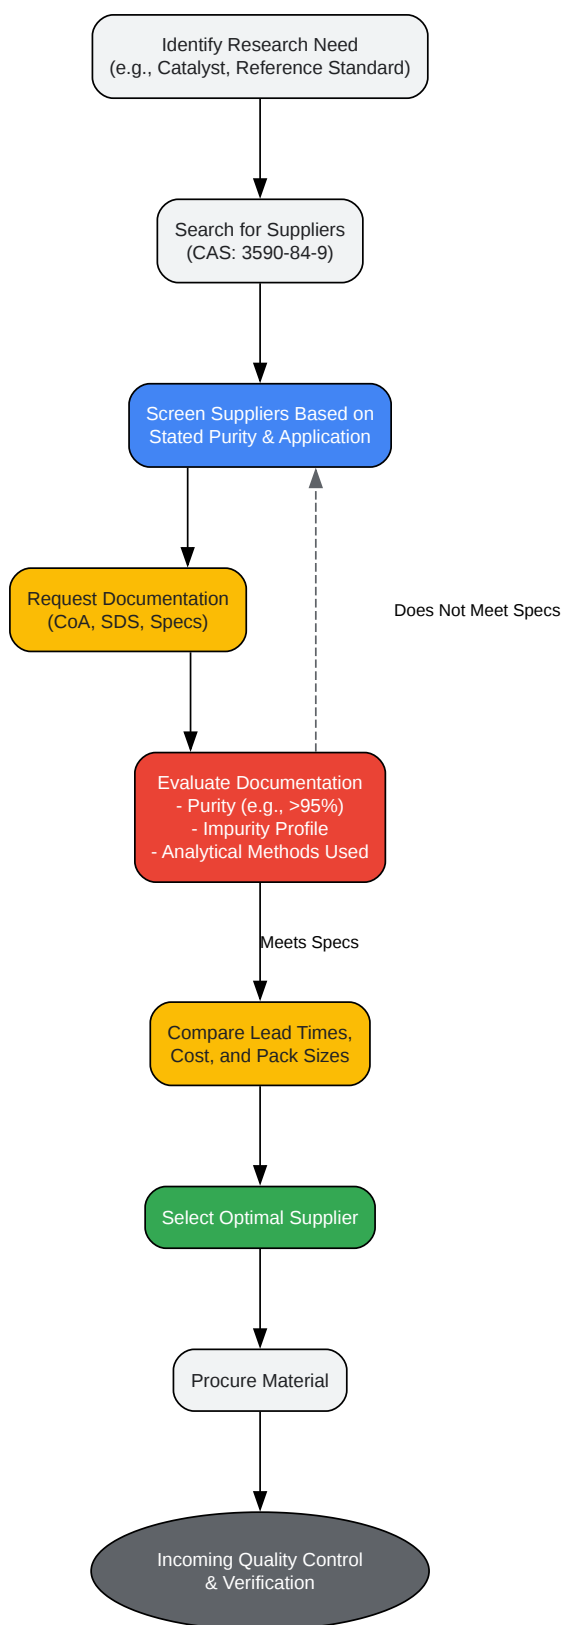 Identify Research Need
(e.g., Catalyst, Reference Standard)
Search for Suppliers
(CAS: 3590-84-9)
Screen Suppliers Based on
Stated Purity & Application
Request Documentation
(CoA, SDS, Specs)
Does Not Meet Specs
Evaluate Documentation
- Purity (e.g., >95%)
- Impurity Profile
- Analytical Methods Used
Meets Specs
Compare Lead Times,
Cost, and Pack Sizes
Select Optimal Supplier
Procure Material
Incoming Quality Control
& Verification